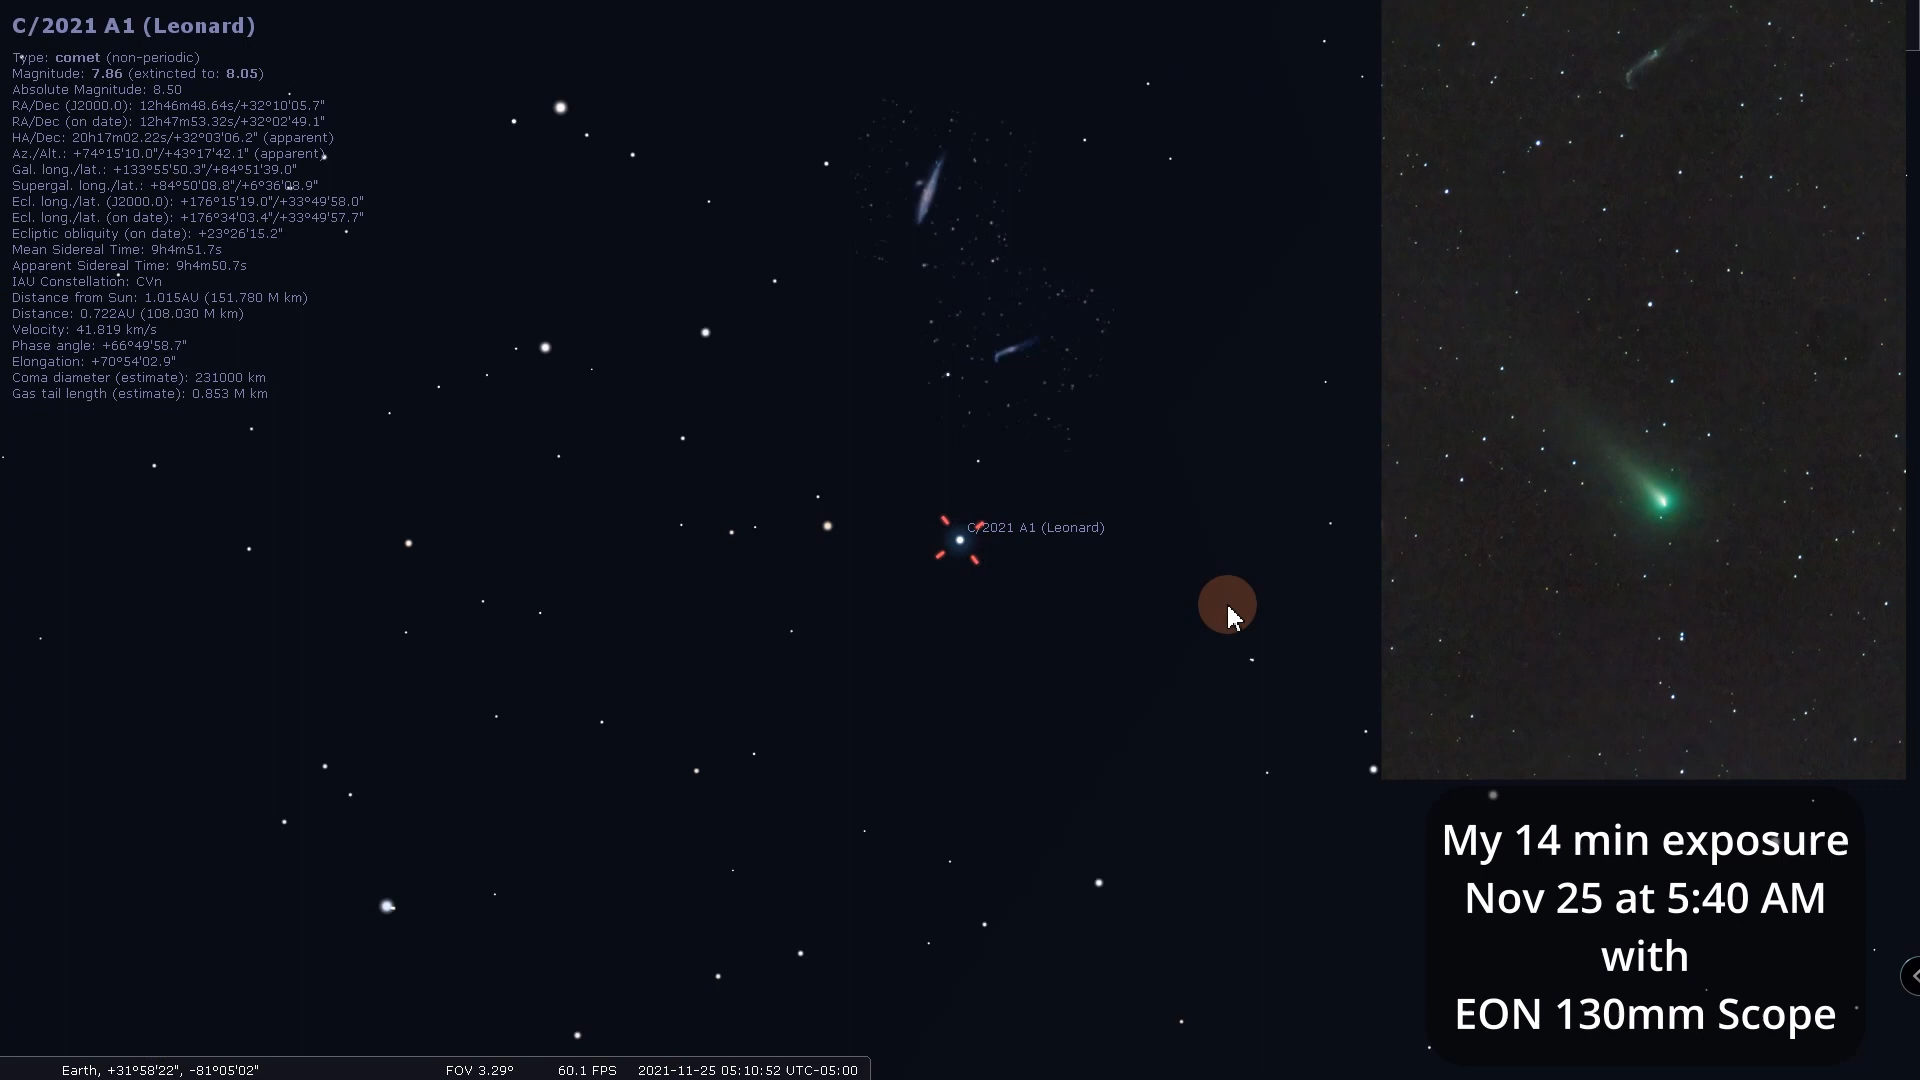 C/2021 A1 (Leonard)
Type: comet (non-periodic)
Magnitude: 7.86 (extincted to: 8.05)
Absolute Magnitude: 8.50
RA/Dec (J2000.0): 12h46m48.64s/+32°10'05.7"
RA/Dec (on date): 12h47m53.32s/+32°02'49.1"
HA/Dec: 20h17m02.22s/+32°03'06.2" (apparent)
Az./Alt.: +74°15'10.0"/+43°17'42.1" (apparent)
Gal. long./lat.: +133°55'50.3"/+84°51'39.0"
Supergal. long./lat.: +84°50'08.8"/+6°36'08.9"
Ecl. long./lat. (J2000.0): +176°15'19.0"/+33°49'58.0"
Ecl. long./lat. (on date): +176°34'03.4"/+33°49'57.7"
Ecliptic obliquity (on date): +23°26'15.2"
Mean Sidereal Time: 9h4m51.7s
Apparent Sidereal Time: 9h4m50.7s
IAU Constellation: CVn
Distance from Sun: 1.015AU (151.780 M km)
Distance: 0.722AU (108.030 M km)
Velocity: 41.819 km/s
Phase angle: +66°49'58.7"
Elongation: +70°54'02.9"
Coma diameter (estimate): 231000 km
Gas tail length (estimate): 0.853 M km
C/2021 A1 (Leonard)
My 14 min exposure
Nov 25 at 5:40 AM
with
EON 130mm Scope
Earth, +31°58'22", -81°05'02" FOV 3.29° 60.1 FPS 2021-11-25 05:10:52 UTC-05:00